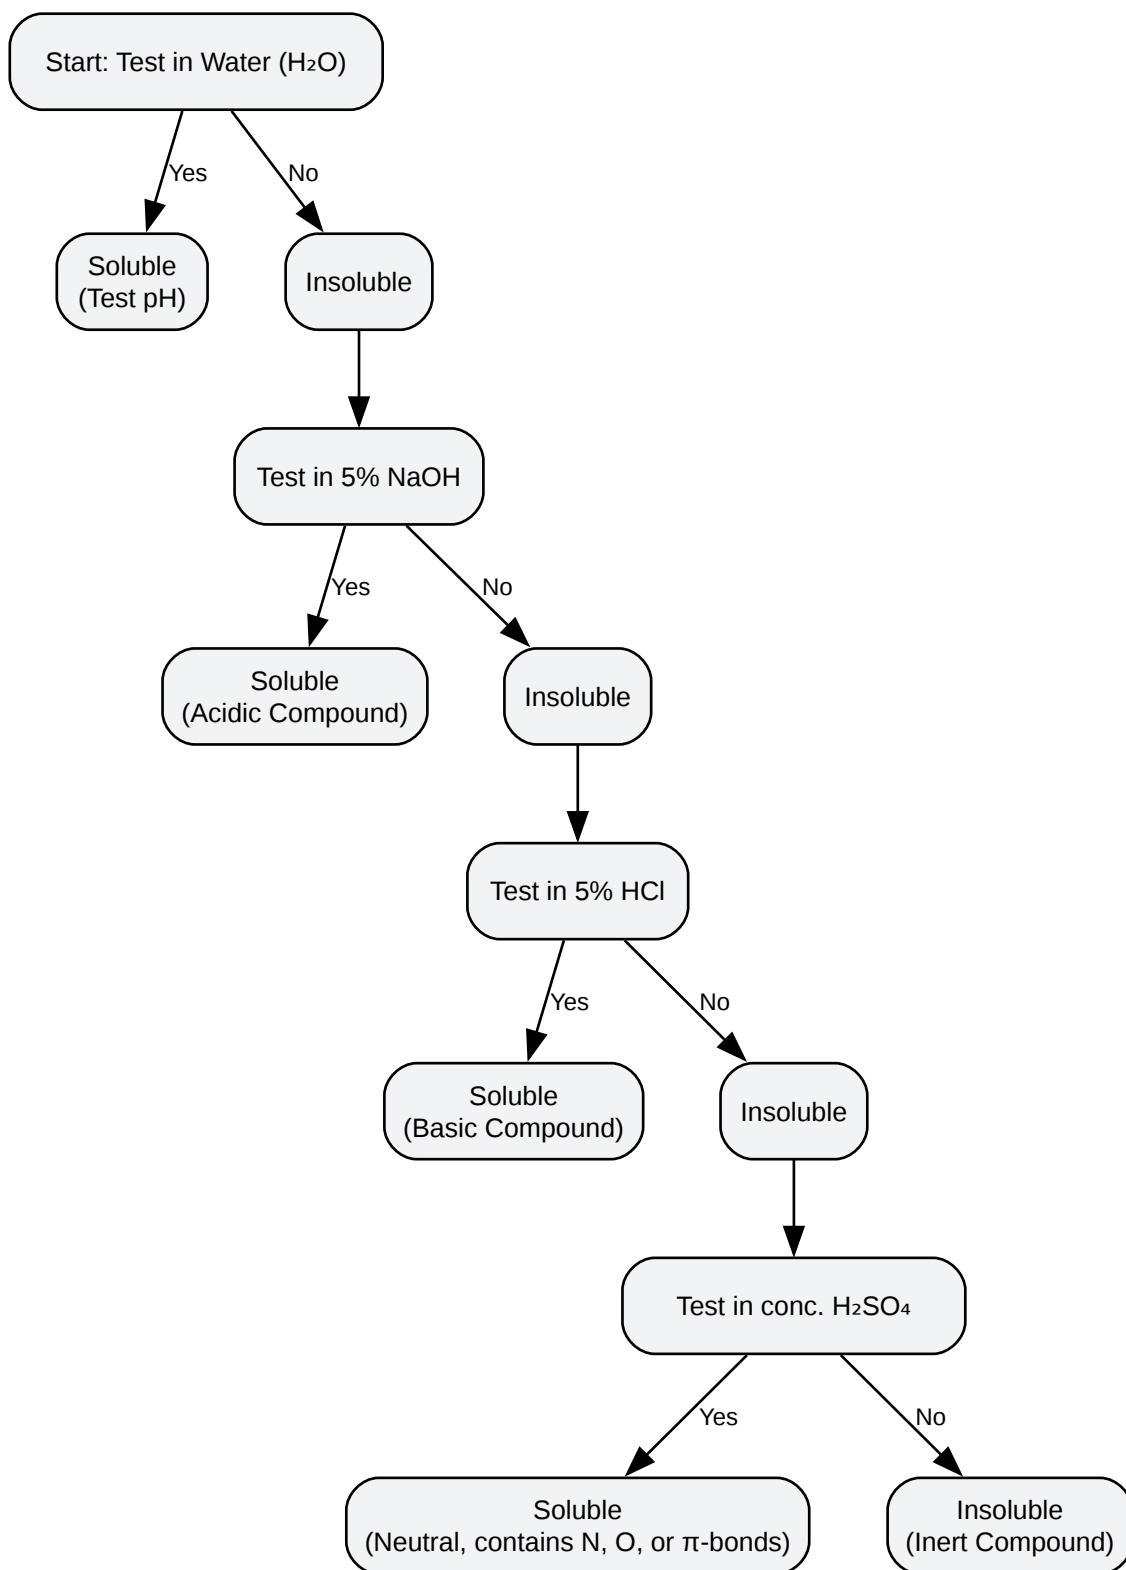 Start: Test in Water (H₂O)
Yes
No
Soluble
(Test pH)
Insoluble
Test in 5% NaOH
Yes
No
Soluble
(Acidic Compound)
Insoluble
Test in 5% HCl
Yes
No
Soluble
(Basic Compound)
Insoluble
Test in conc. H₂SO₄
Yes
No
Soluble
(Neutral, contains N, O, or π-bonds)
Insoluble
(Inert Compound)